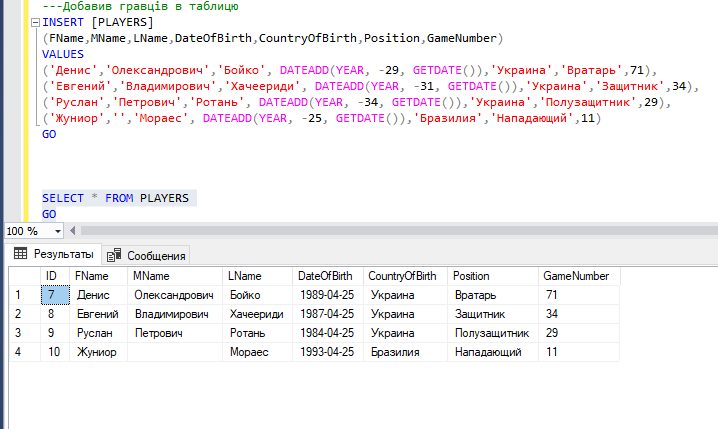 ---Добавив гравців в таблицю
INSERT [PLAYERS]
(FName,MName,LName,DateOfBirth,CountryOfBirth,Position,GameNumber)
VALUES
('Денис','Олександрович','Бойко', DATEADD(YEAR, -29, GETDATE()),'Украина','Вратарь',71),
('Евгений','Владимирович','Хачеериди', DATEADD(YEAR, -31, GETDATE()),'Украина','Защитник',34),
('Руслан','Петрович','Ротань', DATEADD(YEAR, -34, GETDATE()),'Украина','Полузащитник',29),
('Жуниор','','Мораес', DATEADD(YEAR, -25, GETDATE()),'Бразилия','Нападающий',11)
GO
SELECT * FROM PLAYERS
GO
100 %
Результаты Сообщения
ID FName MName LName DateOfBirth CountryOfBirth Position GameNumber
1 7 Денис Олександрович Бойко 1989-04-25 Украина Вратарь 71
2 8 Евгений Владимирович Хачеериди 1987-04-25 Украина Защитник 34
3 9 Руслан Петрович Ротань 1984-04-25 Украина Полузащитник 29
4 10 Жуниор Мораес 1993-04-25 Бразилия Нападающий 11